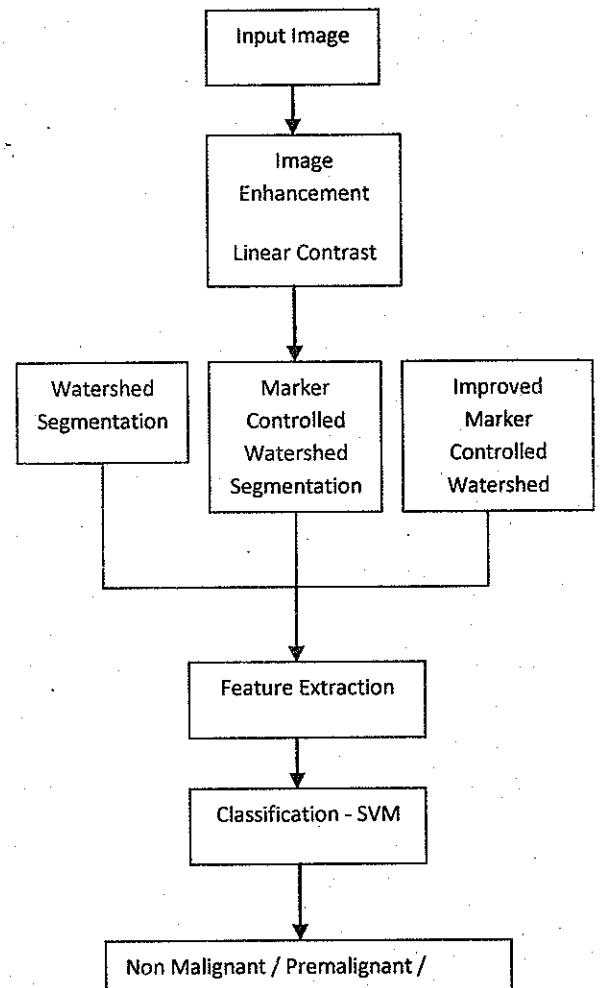 Input Image
Image
Enhancement
Linear Contrast
Watershed
Segmentation
Marker
Controlled
Watershed
Segmentation
Improved
Marker
Controlled
Watershed
Feature Extraction
Classification - SVM
Non Malignant / Premalignant /